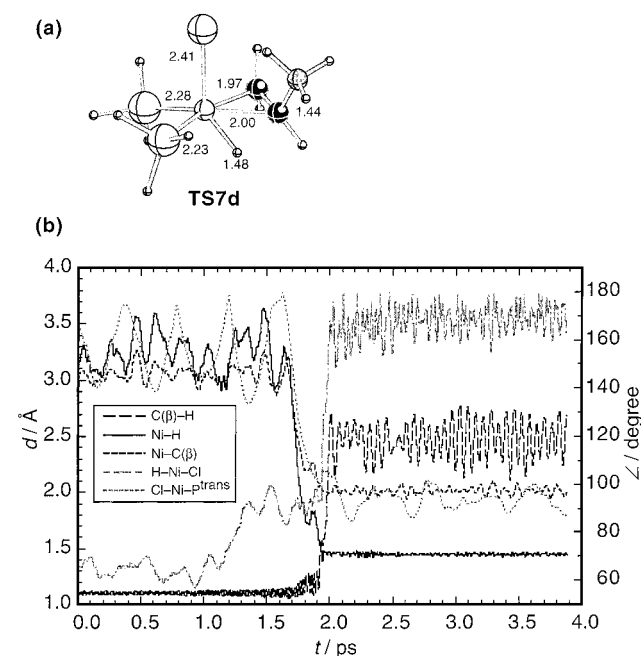 (a)
2.41
1.97
2.28
1.44
2.00
2.23
1.48
TS7d
(b)
4.0
3.5
3.0
2.5
2.0
1.5
1.0
d / Å
C(β)–H
Ni–H
Ni–C(β)
H–Ni–Cl
Cl–Ni–Ptrans
180
160
140
120
100
80
60
∠ / degree
0.0 0.5 1.0 1.5 2.0 2.5 3.0 3.5 4.0
t / ps